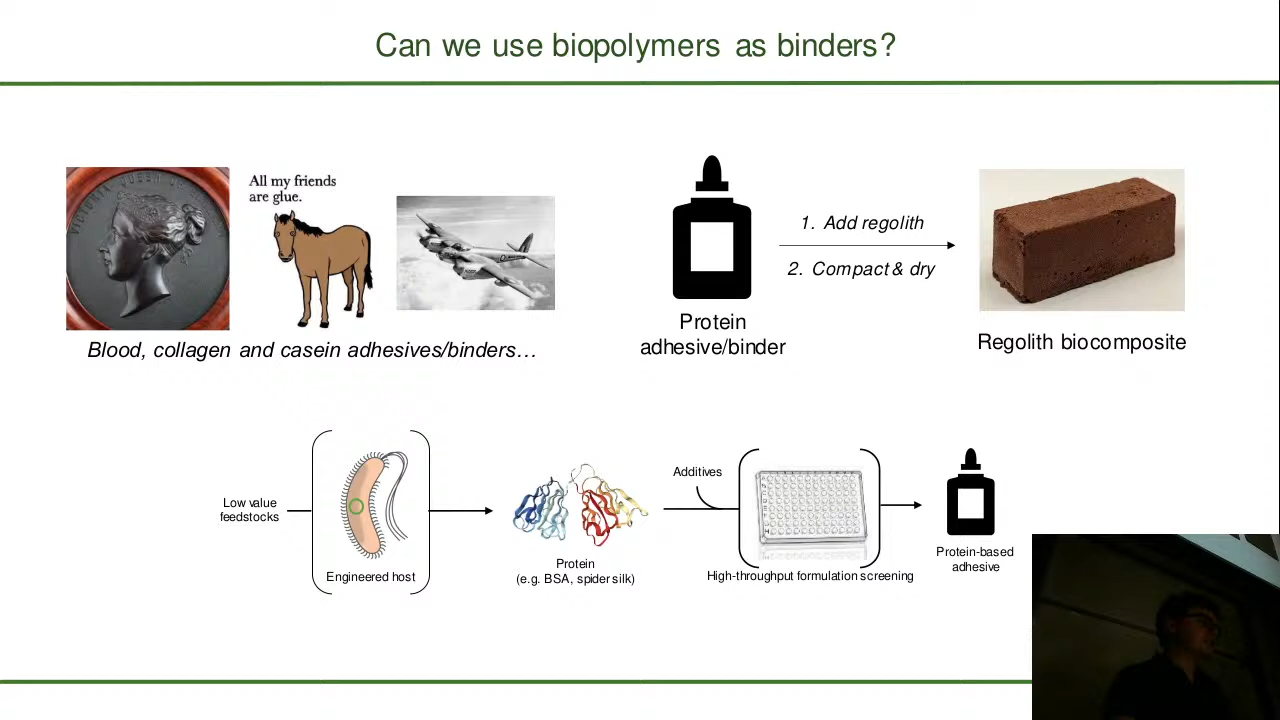 Can we use biopolymers as binders?
VICTORIA QUEEN
All my friends
are glue.
Blood, collagen and casein adhesives/binders…
Protein
adhesive/binder
1. Add regolith
2. Compact & dry
Regolith biocomposite
Low value
feedstocks
Engineered host
Protein
(e.g. BSA, spider silk)
Additives
High-throughput formulation screening
Protein-based
adhesive